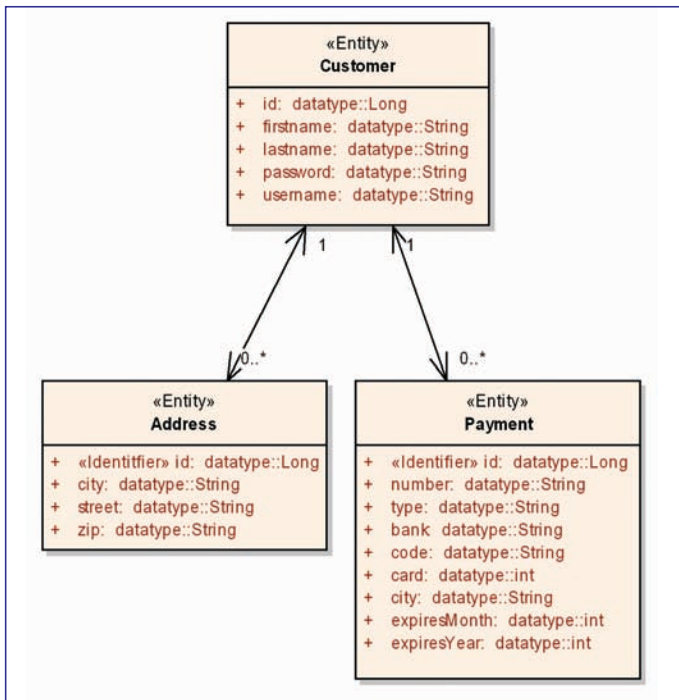 «Entity»
Customer
+ id: datatype::Long
+ firstname: datatype::String
+ lastname: datatype::String
+ password: datatype::String
+ username: datatype::String
1
1
0..*
0..*
«Entity»
Address
+ «Identitfier» id: datatype::Long
+ city: datatype::String
+ street: datatype::String
+ zip: datatype::String
«Entity»
Payment
+ «Identifier» id: datatype::Long
+ number: datatype::String
+ type: datatype::String
+ bank: datatype::String
+ code: datatype::String
+ card: datatype::int
+ city: datatype::String
+ expiresMonth: datatype::int
+ expiresYear: datatype::int